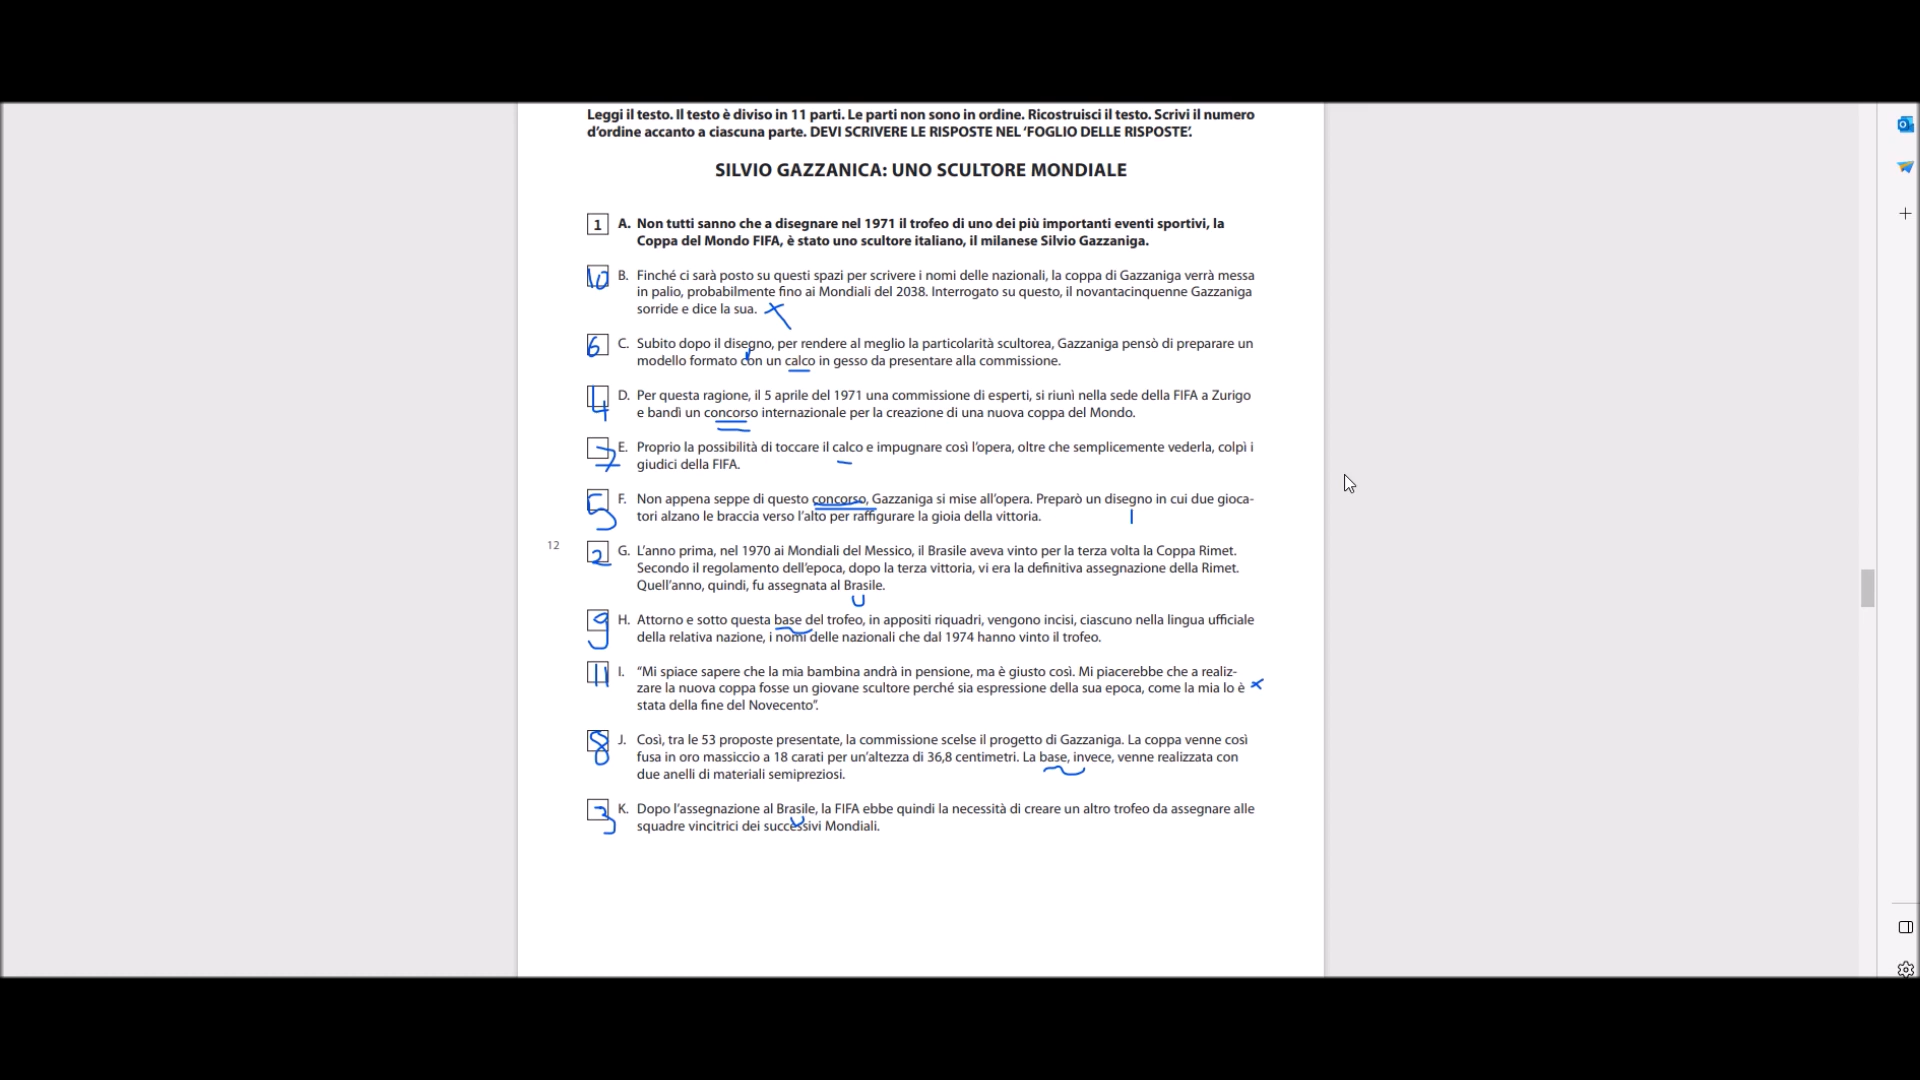 Leggi il testo. Il testo è diviso in 11 parti. Le parti non sono in ordine. Ricostruisci il testo. Scrivi il numero
d'ordine accanto a ciascuna parte. DEVI SCRIVERE LE RISPOSTE NEL 'FOGLIO DELLE RISPOSTE'.
SILVIO GAZZANICA: UNO SCULTORE MONDIALE
1 A. Non tutti sanno che a disegnare nel 1971 il trofeo di uno dei più importanti eventi sportivi, la
Coppa del Mondo FIFA, è stato uno scultore italiano, il milanese Silvio Gazzaniga.
10 B. Finché ci sarà posto su questi spazi per scrivere i nomi delle nazionali, la coppa di Gazzaniga verrà messa
in palio, probabilmente fino ai Mondiali del 2038. Interrogato su questo, il novantacinquenne Gazzaniga
sorride e dice la sua.
6 C. Subito dopo il disegno, per rendere al meglio la particolarità scultorea, Gazzaniga pensò di preparare un
modello formato con un calco in gesso da presentare alla commissione.
4 D. Per questa ragione, il 5 aprile del 1971 una commissione di esperti, si riunì nella sede della FIFA a Zurigo
e bandì un concorso internazionale per la creazione di una nuova coppa del Mondo.
7 E. Proprio la possibilità di toccare il calco e impugnare così l'opera, oltre che semplicemente vederla, colpì i
giudici della FIFA.
5 F. Non appena seppe di questo concorso, Gazzaniga si mise all'opera. Preparò un disegno in cui due gioca-
tori alzano le braccia verso l'alto per raffigurare la gioia della vittoria.
12
2 G. L'anno prima, nel 1970 ai Mondiali del Messico, il Brasile aveva vinto per la terza volta la Coppa Rimet.
Secondo il regolamento dell'epoca, dopo la terza vittoria, vi era la definitiva assegnazione della Rimet.
Quell'anno, quindi, fu assegnata al Brasile.
9 H. Attorno e sotto questa base del trofeo, in appositi riquadri, vengono incisi, ciascuno nella lingua ufficiale
della relativa nazione, i nomi delle nazionali che dal 1974 hanno vinto il trofeo.
11 I. “Mi spiace sapere che la mia bambina andrà in pensione, ma è giusto così. Mi piacerebbe che a realiz-
zare la nuova coppa fosse un giovane scultore perché sia espressione della sua epoca, come la mia lo è
stata della fine del Novecento”.
8 J. Così, tra le 53 proposte presentate, la commissione scelse il progetto di Gazzaniga. La coppa venne così
fusa in oro massiccio a 18 carati per un'altezza di 36,8 centimetri. La base, invece, venne realizzata con
due anelli di materiali semipreziosi.
3 K. Dopo l'assegnazione al Brasile, la FIFA ebbe quindi la necessità di creare un altro trofeo da assegnare alle
squadre vincitrici dei successivi Mondiali.